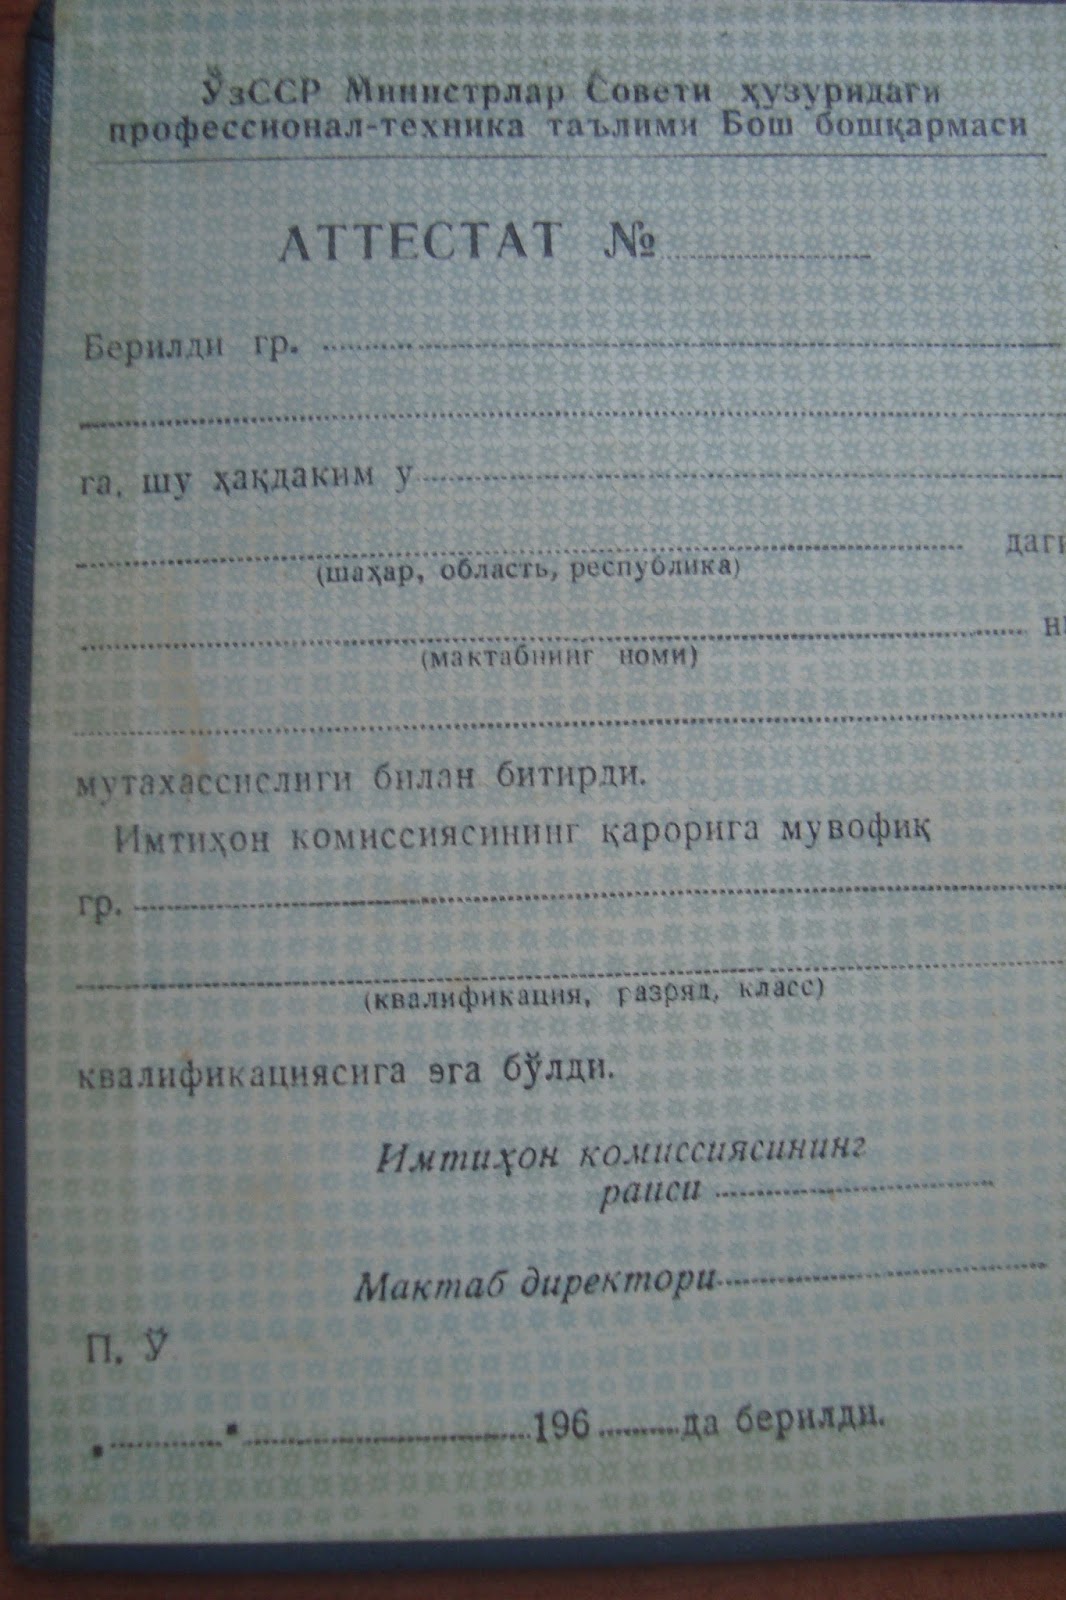 ЎзССР Министрлар Совети ҳузуридаги
профессионал-техника таълими Бош бошқармаси
АТТЕСТАТ №
Берилди гр.
га, шу ҳақдаким у
даги
(шаҳар, область, республика)
(мактабнинг номи)
мутахассислиги билан битирди.
Имтиҳон комиссиясининг қарорига мувофиқ
гр.
(квалификация, разряд, класс)
квалификациясига эга бўлди.
Имтиҳон комиссиясининг
раиси
Мактаб директори
П. Ў
196 да берилди.